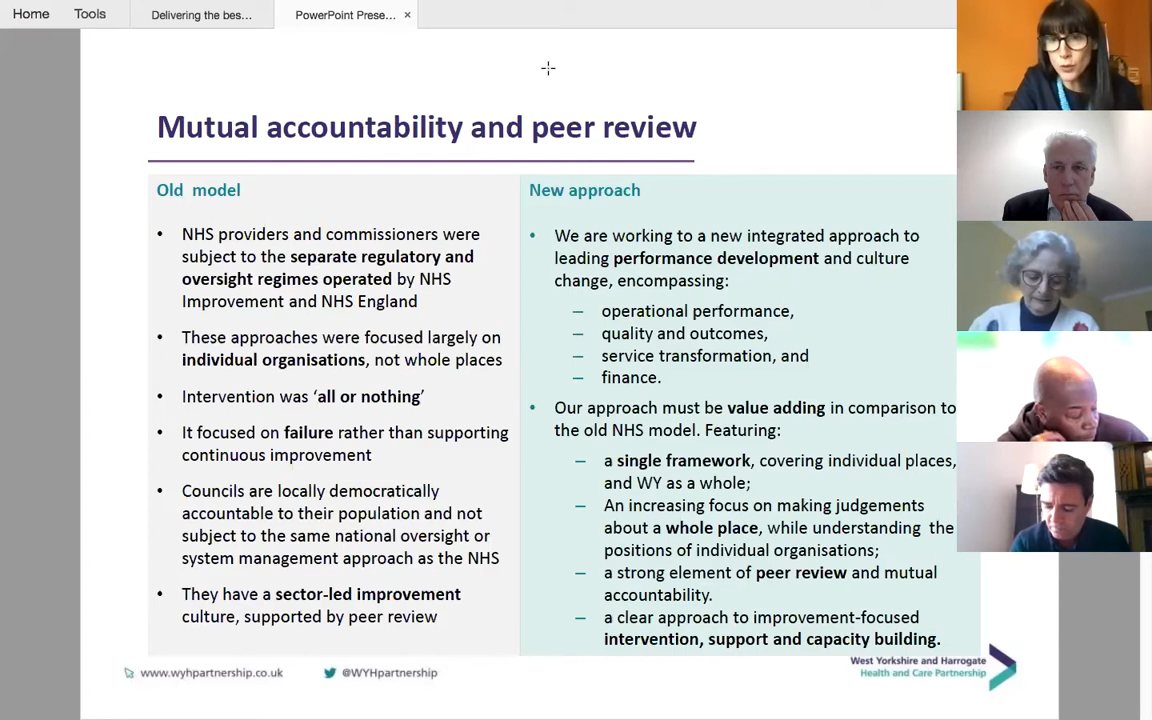 Home Tools Delivering the bes... PowerPoint Prese... ×
Mutual accountability and peer review
Old model
• NHS providers and commissioners were
subject to the separate regulatory and
oversight regimes operated by NHS
Improvement and NHS England
• These approaches were focused largely on
individual organisations, not whole places
• Intervention was ‘all or nothing’
• It focused on failure rather than supporting
continuous improvement
• Councils are locally democratically
accountable to their population and not
subject to the same national oversight or
system management approach as the NHS
• They have a sector-led improvement
culture, supported by peer review
New approach
• We are working to a new integrated approach to
leading performance development and culture
change, encompassing:
– operational performance,
– quality and outcomes,
– service transformation, and
– finance.
• Our approach must be value adding in comparison to
the old NHS model. Featuring:
– a single framework, covering individual places,
and WY as a whole;
– An increasing focus on making judgements
about a whole place, while understanding the
positions of individual organisations;
– a strong element of peer review and mutual
accountability.
– a clear approach to improvement-focused
intervention, support and capacity building.
www.wyhpartnership.co.uk @WYHpartnership
West Yorkshire and Harrogate
Health and Care Partnership